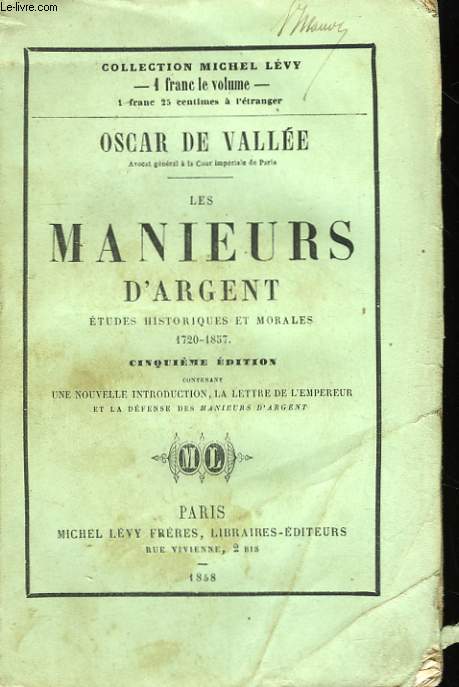 Le-Livre.com
COLLECTION MICHEL LÉVY
— 1 franc le volume —
1 franc 25 centimes à l'étranger
OSCAR DE VALLÉE
Avocat général à la Cour impériale de Paris
LES
MANIEURS
D'ARGENT
ÉTUDES HISTORIQUES ET MORALES
1720-1857.
CINQUIÈME ÉDITION
CONTENANT
UNE NOUVELLE INTRODUCTION, LA LETTRE DE L'EMPEREUR
ET LA DÉFENSE DES MANIEURS D'ARGENT
ML
PARIS
MICHEL LÉVY FRÈRES, LIBRAIRES-ÉDITEURS
RUE VIVIENNE, 2 BIS
—
1858